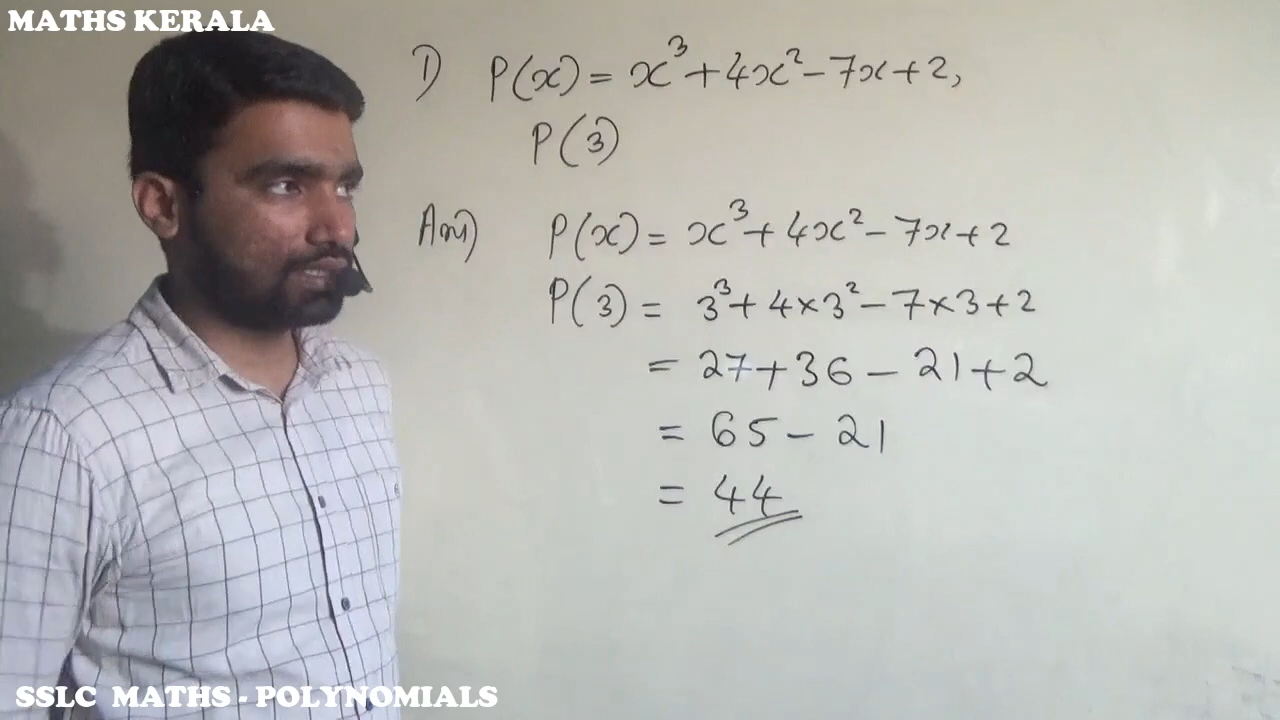 MATHS KERALA
1) P(x) = x³ + 4x² - 7x + 2,
P(3)
Ans) P(x) = x³ + 4x² - 7x + 2
P(3) = 3³ + 4 × 3² - 7 × 3 + 2
= 27 + 36 - 21 + 2
= 65 - 21
= 44
SSLC MATHS - POLYNOMIALS